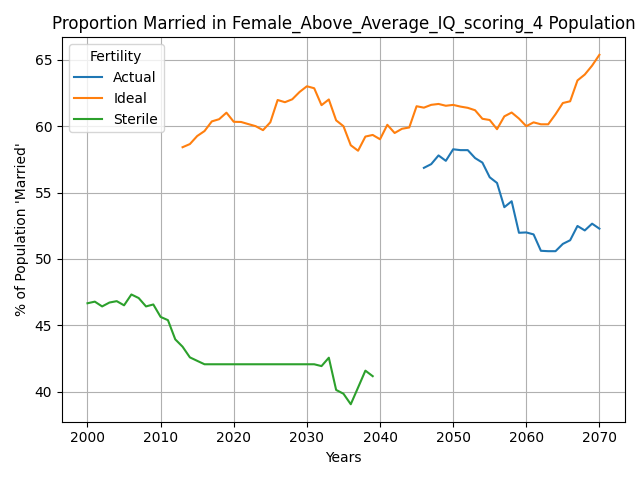 Proportion Married in Female_Above_Average_IQ_scoring_4 Population
Fertility
Actual
Ideal
Sterile
% of Population 'Married'
65
60
55
50
45
40
2000 2010 2020 2030 2040 2050 2060 2070
Years